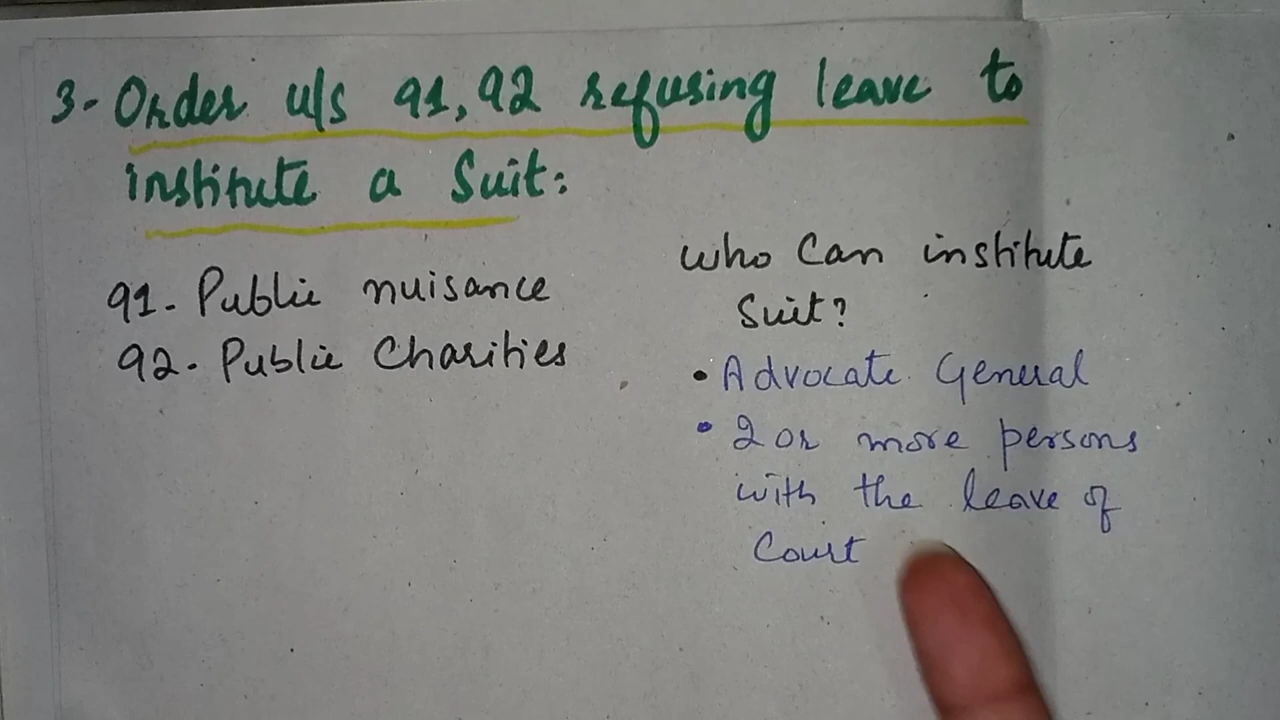 3- Order u/s 91, 92 refusing leave to
institute a Suit:
91. Public nuisance
92. Public Charities
who Can institute
Suit?
• Advocate General
• 2 or more persons
with the leave of
Court